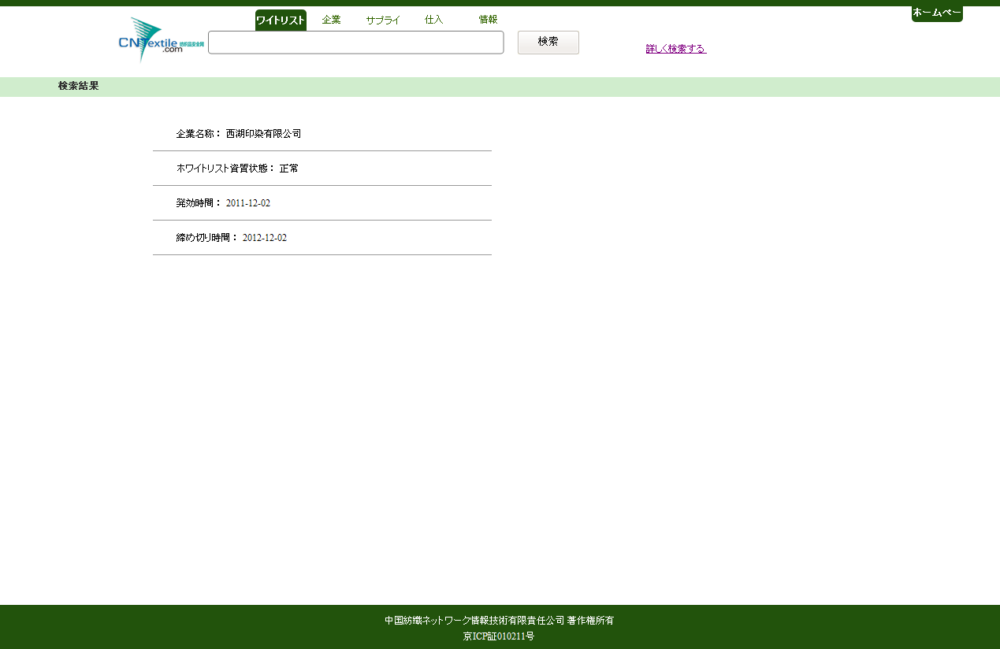 ワイトリスト 企業 サプライ 仕入 情報 ホームペー
CNTextile 纺织品安全网
.com
検索 詳しく検索する
検索結果
企業名称： 西湖印染有限公司
ホワイトリスト資質状態： 正常
発効時間： 2011-12-02
締め切り時間： 2012-12-02
中国紡織ネットワーク情報技術有限責任公司 著作権所有
京ICP証010211号